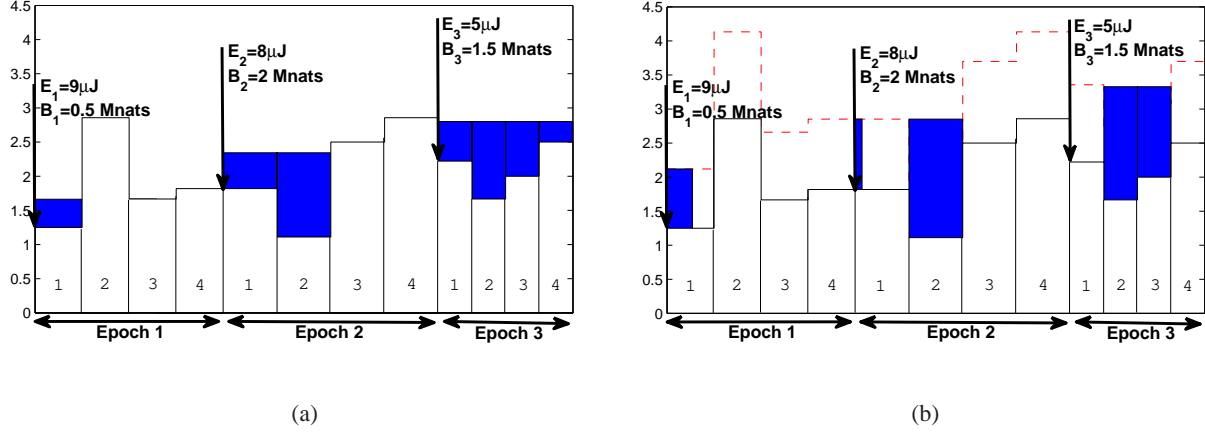 4.5
4
3.5
3
2.5
2
1.5
1
0.5
0
E₁=9μJ
B₁=0.5 Mnats
E₂=8μJ
B₂=2 Mnats
E₃=5μJ
B₃=1.5 Mnats
1 2 3 4 1 2 3 4 1 2 3 4
Epoch 1 Epoch 2 Epoch 3
(a)
4.5
4
3.5
3
2.5
2
1.5
1
0.5
0
E₁=9μJ
B₁=0.5 Mnats
E₂=8μJ
B₂=2 Mnats
E₃=5μJ
B₃=1.5 Mnats
1 2 3 4 1 2 3 4 1 2 3 4
Epoch 1 Epoch 2 Epoch 3
(b)